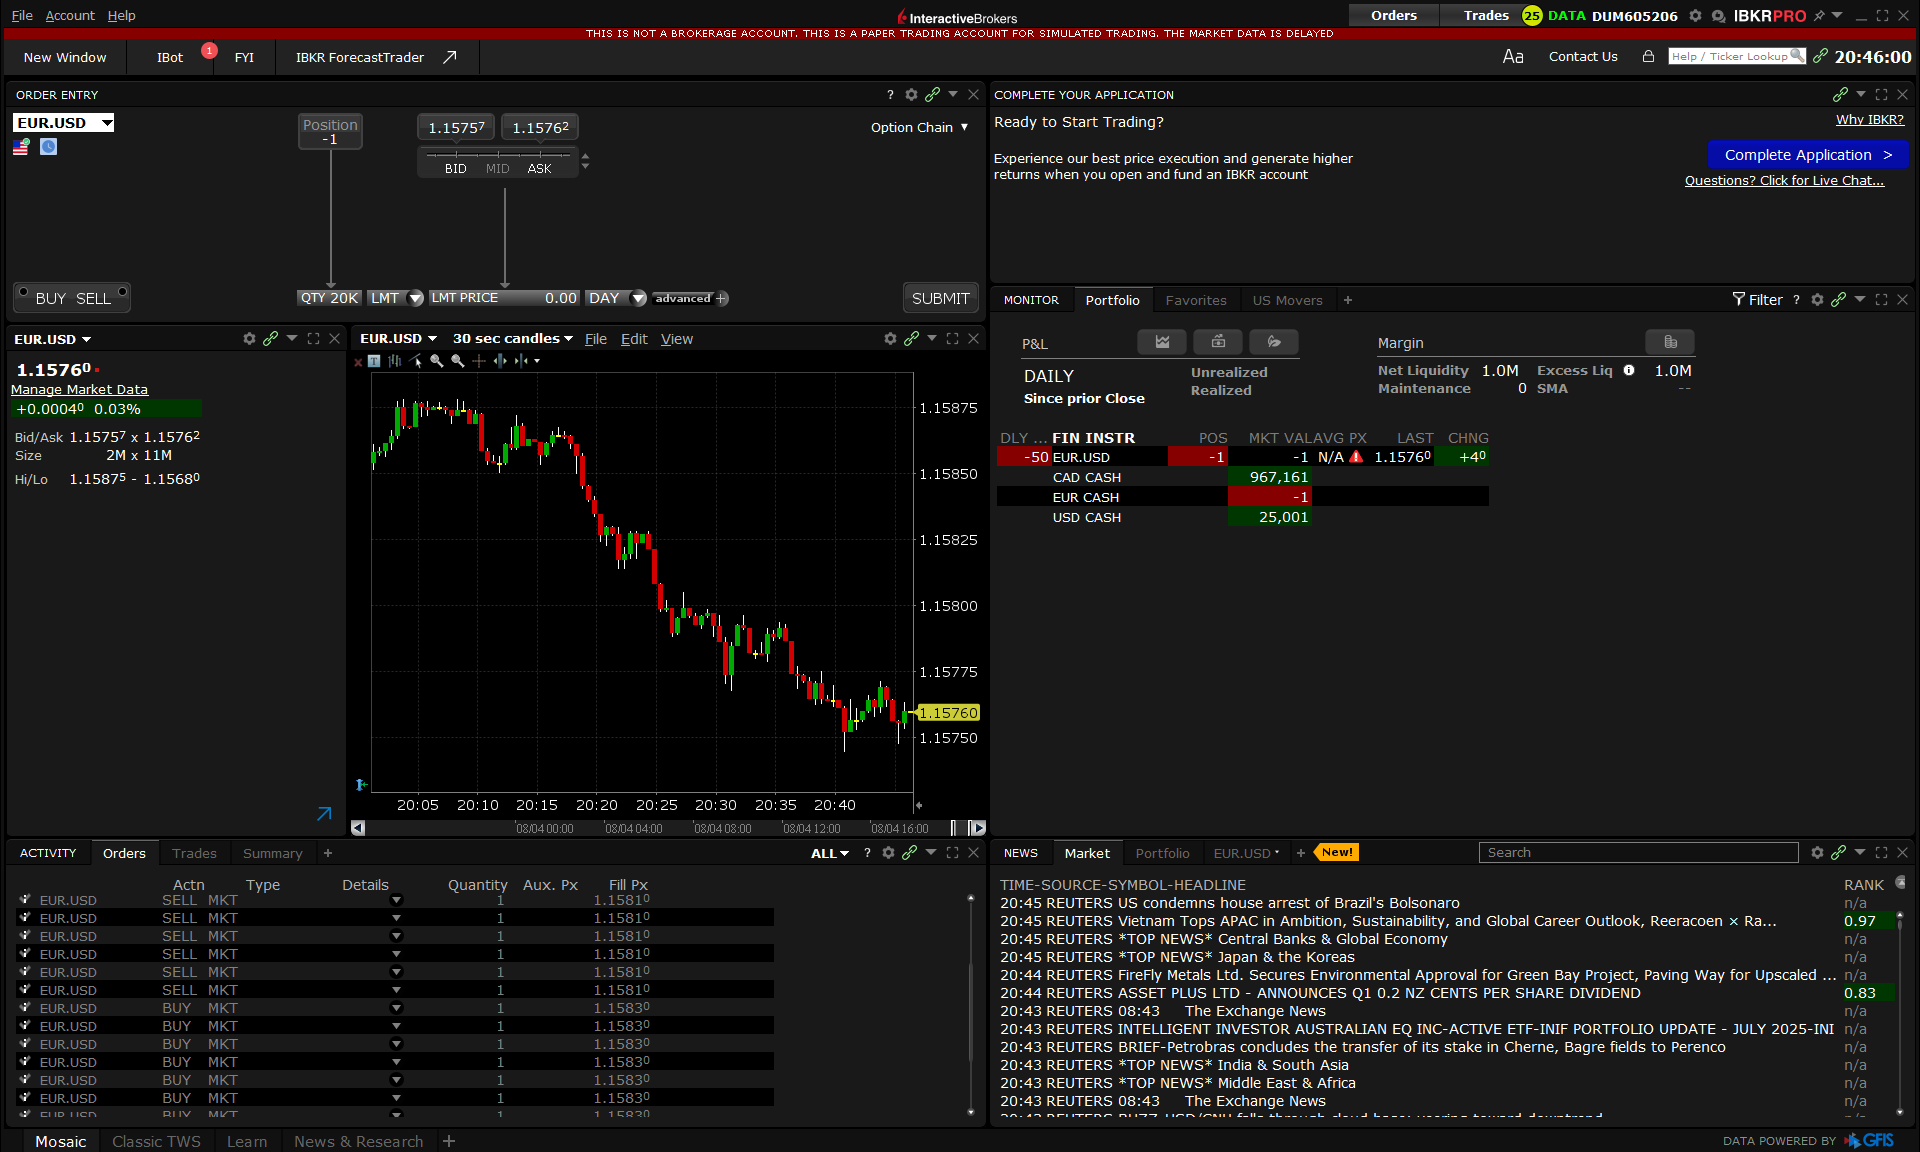 File Account Help
InteractiveBrokers
Orders Trades 25 DATA DUM605206 IBKRPRO
THIS IS NOT A BROKERAGE ACCOUNT. THIS IS A PAPER TRADING ACCOUNT FOR SIMULATED TRADING. THE MARKET DATA IS DELAYED
New Window IBot 1 FYI IBKR ForecastTrader
Aa Contact Us Help / Ticker Lookup 20:46:00
ORDER ENTRY ?
EUR.USD
Position
-1
1.15757 1.15762
BID MID ASK
Option Chain
BUY SELL
QTY 20K LMT LMT PRICE 0.00 DAY advanced + SUBMIT
COMPLETE YOUR APPLICATION
Ready to Start Trading?
Why IBKR?
Experience our best price execution and generate higher
returns when you open and fund an IBKR account
Complete Application >
Questions? Click for Live Chat...
MONITOR Portfolio Favorites US Movers + Filter ?
P&L
DAILY
Since prior Close
Unrealized
Realized
Margin
Net Liquidity 1.0M Excess Liq 1.0M
Maintenance 0 SMA --
DLY ... FIN INSTR POS MKT VAL AVG PX LAST CHNG
-50 EUR.USD -1 -1 N/A 1.15760 +40
CAD CASH 967,161
EUR CASH -1
USD CASH 25,001
EUR.USD
1.15760
Manage Market Data
+0.00040 0.03%
Bid/Ask 1.15757 x 1.15762
Size 2M x 11M
Hi/Lo 1.15875 - 1.15680
EUR.USD 30 sec candles File Edit View
1.15875
1.15850
1.15825
1.15800
1.15775
1.15760
1.15750
20:05 20:10 20:15 20:20 20:25 20:30 20:35 20:40
08/04 00:00 08/04 04:00 08/04 08:00 08/04 12:00 08/04 16:00
ACTIVITY Orders Trades Summary + ALL ?
Actn Type Details Quantity Aux. Px Fill Px
EUR.USD SELL MKT 1 1.15810
EUR.USD SELL MKT 1 1.15810
EUR.USD SELL MKT 1 1.15810
EUR.USD SELL MKT 1 1.15810
EUR.USD SELL MKT 1 1.15810
EUR.USD SELL MKT 1 1.15810
EUR.USD BUY MKT 1 1.15830
EUR.USD BUY MKT 1 1.15830
EUR.USD BUY MKT 1 1.15830
EUR.USD BUY MKT 1 1.15830
EUR.USD BUY MKT 1 1.15830
EUR.USD BUY MKT 1 1.15830
EUR.USD BUY MKT 1 1.15830
NEWS Market Portfolio EUR.USD + New! Search
TIME-SOURCE-SYMBOL-HEADLINE RANK
20:45 REUTERS US condemns house arrest of Brazil's Bolsonaro n/a
20:45 REUTERS Vietnam Tops APAC in Ambition, Sustainability, and Global Career Outlook, Reeracoen × Ra... 0.97
20:45 REUTERS *TOP NEWS* Central Banks & Global Economy n/a
20:45 REUTERS *TOP NEWS* Japan & the Koreas n/a
20:44 REUTERS FireFly Metals Ltd. Secures Environmental Approval for Green Bay Project, Paving Way for Upscaled ... n/a
20:44 REUTERS ASSET PLUS LTD - ANNOUNCES Q1 0.2 NZ CENTS PER SHARE DIVIDEND 0.83
20:43 REUTERS 08:43 The Exchange News n/a
20:43 REUTERS INTELLIGENT INVESTOR AUSTRALIAN EQ INC-ACTIVE ETF-INIF PORTFOLIO UPDATE - JULY 2025-INI n/a
20:43 REUTERS BRIEF-Petrobras concludes the transfer of its stake in Cherne, Bagre fields to Perenco n/a
20:43 REUTERS *TOP NEWS* India & South Asia n/a
20:43 REUTERS *TOP NEWS* Middle East & Africa n/a
20:43 REUTERS 08:43 The Exchange News n/a
Mosaic Classic TWS Learn News & Research +
DATA POWERED BY GFIS